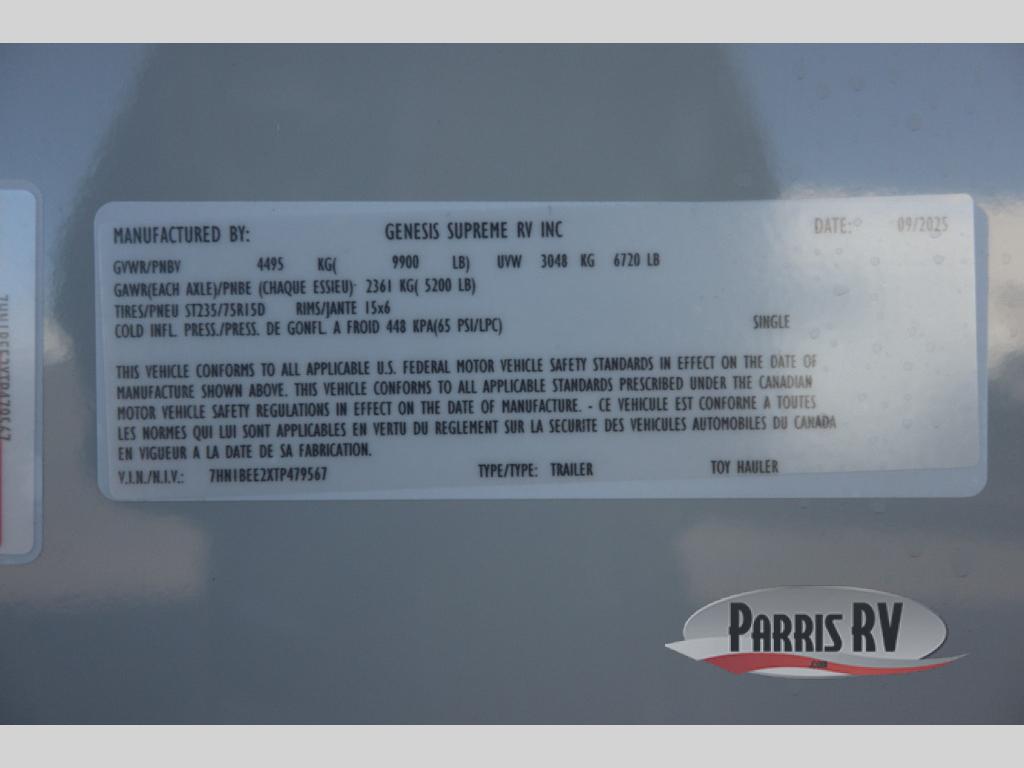 MANUFACTURED BY: GENESIS SUPREME RV INC DATE: 09/2025
GVWR/PNBV 4495 KG( 9900 LB) UVW 3048 KG 6720 LB
GAWR(EACH AXLE)/PNBE (CHAQUE ESSIEU) 2361 KG( 5200 LB)
TIRES/PNEU ST235/75R15D RIMS/JANTE 15x6
COLD INFL. PRESS./PRESS. DE GONFL. A FROID 448 KPA(65 PSI/LPC) SINGLE
THIS VEHICLE CONFORMS TO ALL APPLICABLE U.S. FEDERAL MOTOR VEHICLE SAFETY STANDARDS IN EFFECT ON THE DATE OF
MANUFACTURE SHOWN ABOVE. THIS VEHICLE CONFORMS TO ALL APPLICABLE STANDARDS PRESCRIBED UNDER THE CANADIAN
MOTOR VEHICLE SAFETY REGULATIONS IN EFFECT ON THE DATE OF MANUFACTURE. - CE VEHICULE EST CONFORME A TOUTES
LES NORMES QUI LUI SONT APPLICABLES EN VERTU DU REGLEMENT SUR LA SECURITE DES VEHICULES AUTOMOBILES DU CANADA
EN VIGUEUR A LA DATE DE SA FABRICATION.
V.I.N./N.I.V.: 7HN1BEE2XTP479567 TYPE/TYPE: TRAILER TOY HAULER
PARRIS RV
.com